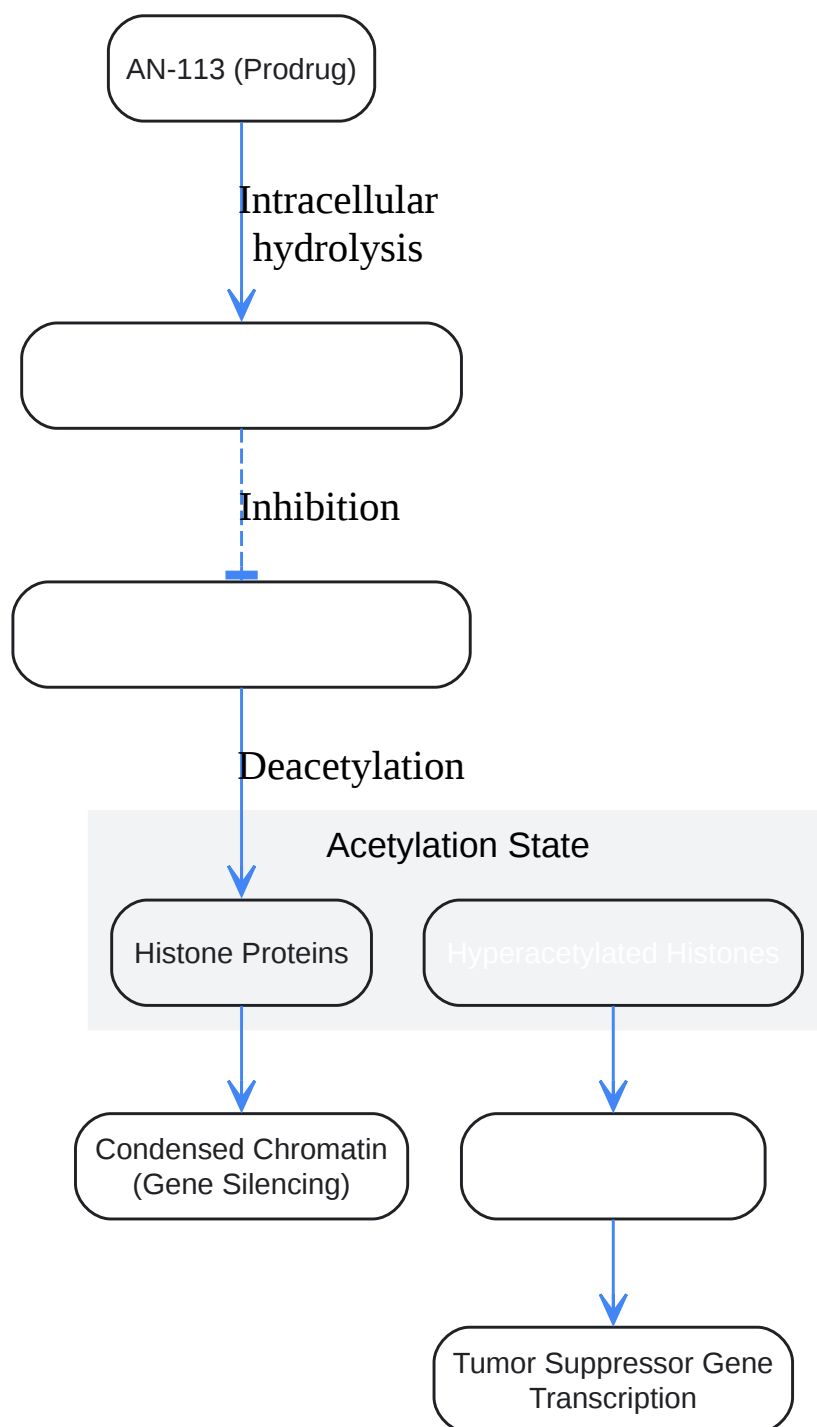 AN-113 (Prodrug)
Intracellular
hydrolysis
Inhibition
Deacetylation
Acetylation State
Histone Proteins
Hyperacetylated Histones
Condensed Chromatin
(Gene Silencing)
Tumor Suppressor Gene
Transcription